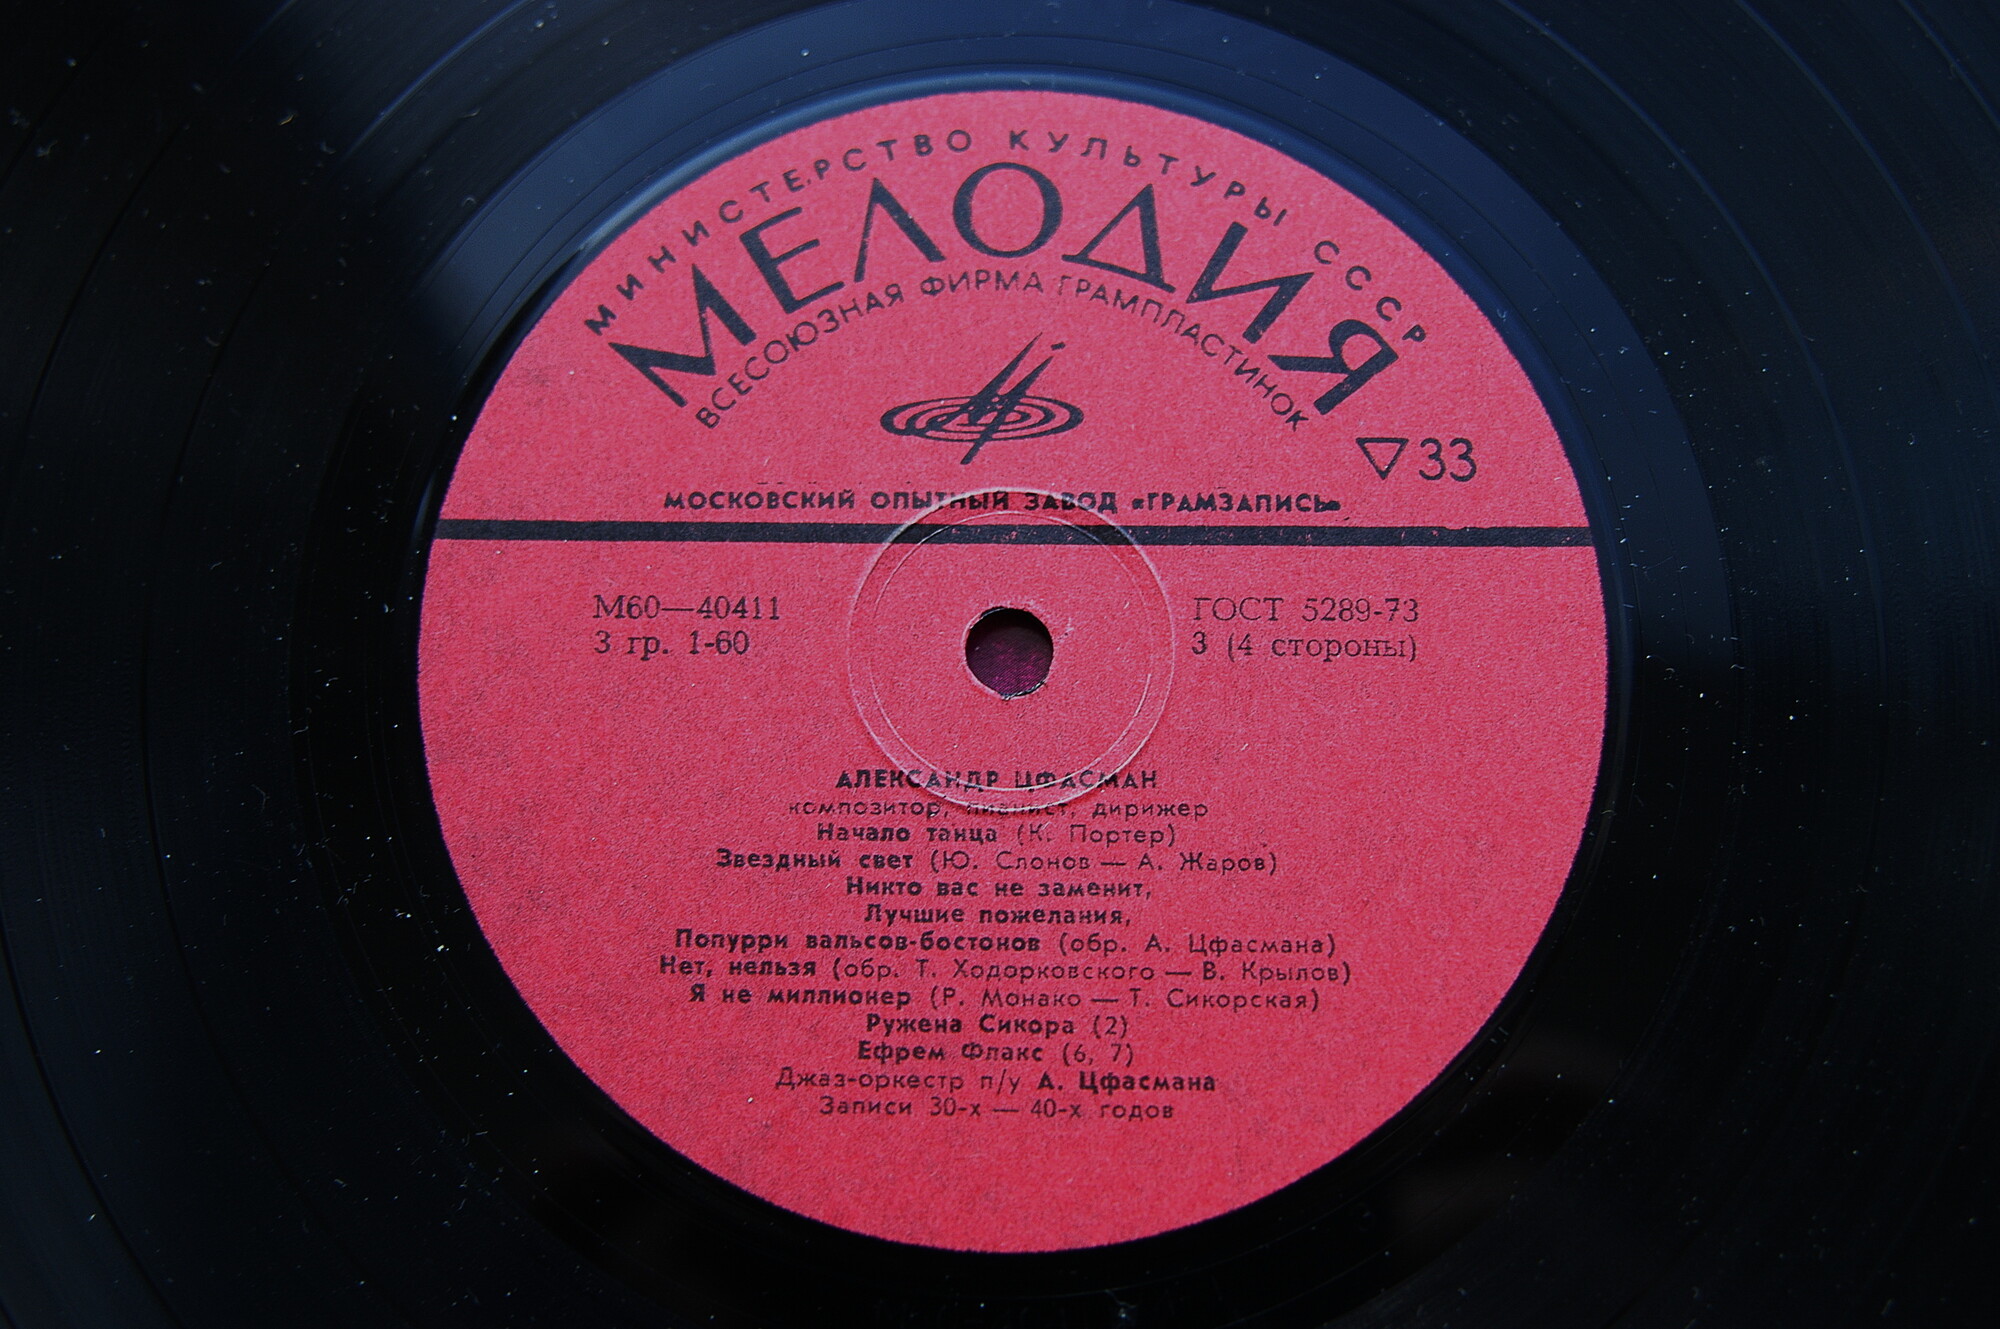 МИНИСТЕРСТВО КУЛЬТУРЫ СССР
МЕЛОДИЯ
ВСЕСОЮЗНАЯ ФИРМА ГРАМПЛАСТИНОК
33
МОСКОВСКИЙ ОПЫТНЫЙ ЗАВОД «ГРАМЗАПИСЬ»
М60—40411
ГОСТ 5289-73
3 гр. 1-60
3 (4 стороны)
АЛЕКСАНДР ЦФАСМАН
композитор, пианист, дирижер
Начало танца (К. Портер)
Звездный свет (Ю. Слонов — А. Жаров)
Никто вас не заменит,
Лучшие пожелания,
Попурри вальсов-бостонов (обр. А. Цфасмана)
Нет, нельзя (обр. Т. Ходорковского — В. Крылов)
Я не миллионер (Р. Монако — Т. Сикорская)
Ружена Сикора (2)
Ефрем Флакс (6, 7)
Джаз-оркестр п/у А. Цфасмана
Записи 30-х — 40-х годов